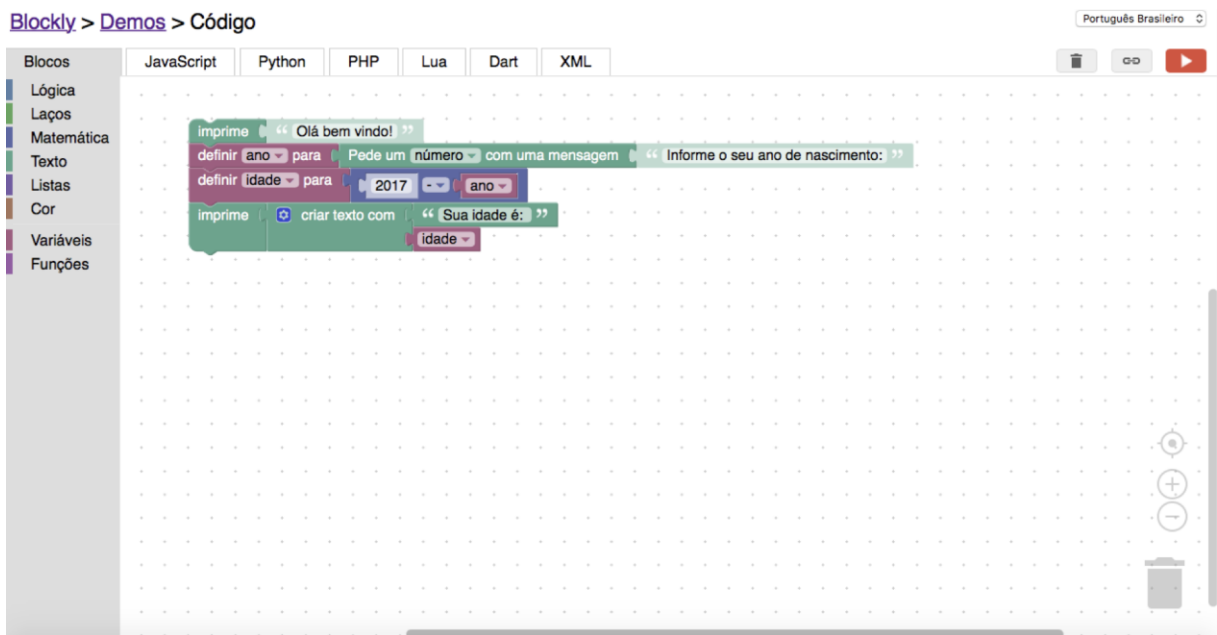 Blockly > Demos > Código
Português Brasileiro
Blocos JavaScript Python PHP Lua Dart XML
Lógica
Laços
Matemática
Texto
Listas
Cor
Variáveis
Funções
imprime “ Olá bem vindo! ”
definir ano para Pede um número com uma mensagem “ Informe o seu ano de nascimento: ”
definir idade para 2017 - ano
imprime criar texto com “ Sua idade é: ”
idade